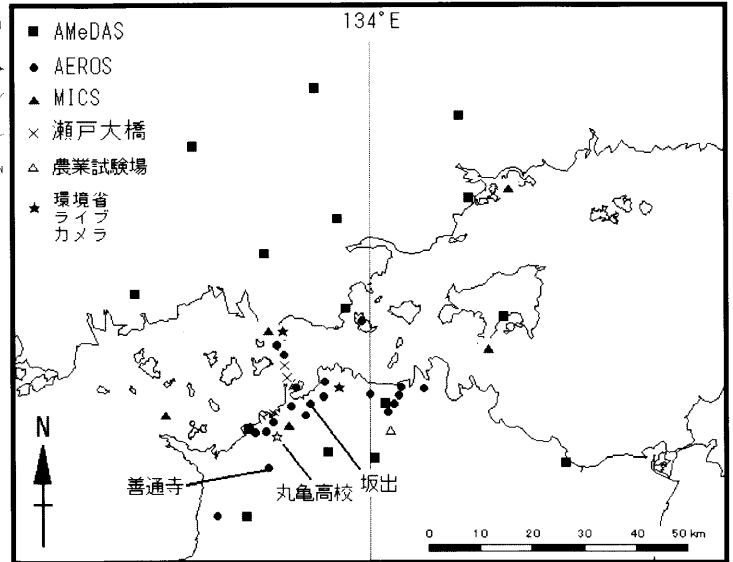 134°E
AMeDAS
AEROS
MICS
瀬戸大橋
農業試験場
環境省
ライブ
カメラ
N
善通寺
丸亀高校
坂出
0 10 20 30 40 50 km